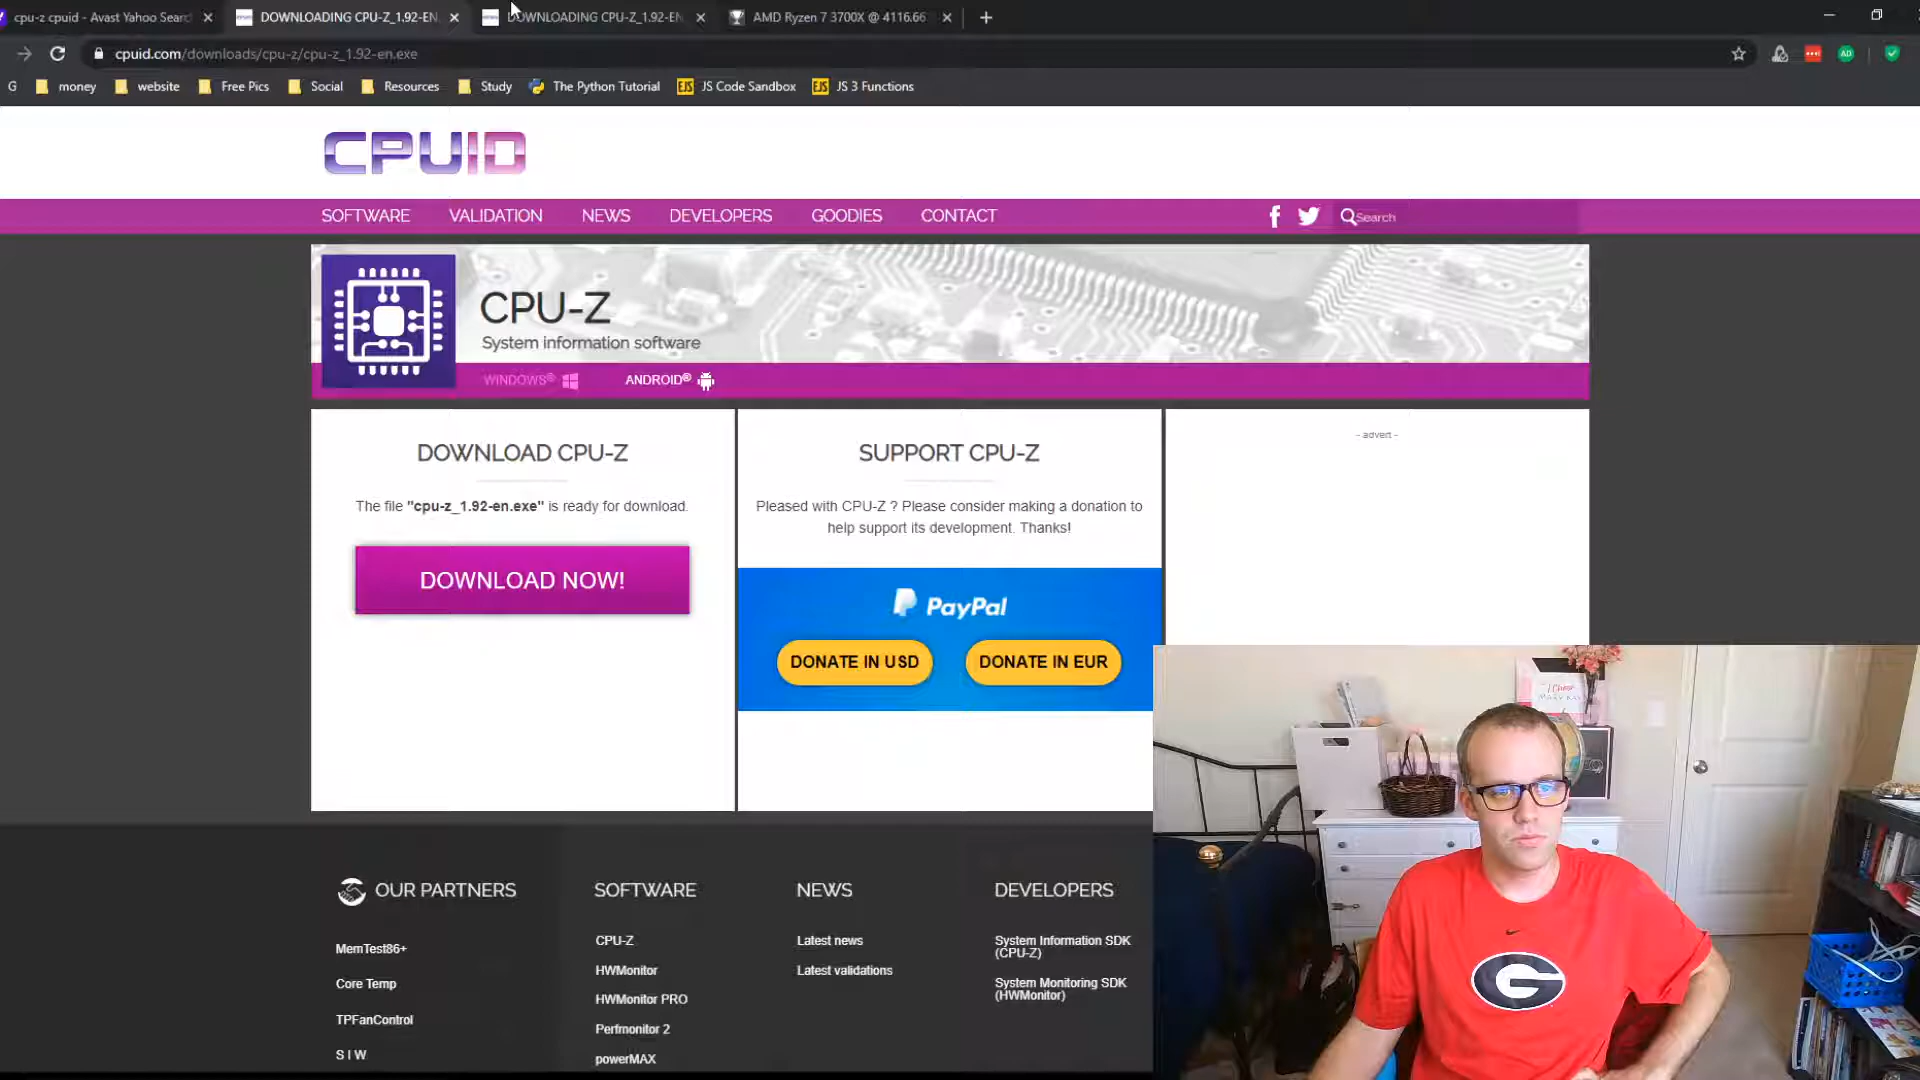 cpu-z cpuid - Avast Yahoo Searc
DOWNLOADING CPU-Z_1.92-EN.
DOWNLOADING CPU-Z_1.92-EN
AMD Ryzen 7 3700X @ 4116.66
cpuid.com/downloads/cpu-z/cpu-z_1.92-en.exe
G money website Free Pics Social Resources Study The Python Tutorial EJS JS Code Sandbox EJS JS 3 Functions
CPUID
SOFTWARE VALIDATION NEWS DEVELOPERS GOODIES CONTACT Search
CPU-Z
System information software
WINDOWS® ANDROID®
DOWNLOAD CPU-Z
The file "cpu-z_1.92-en.exe" is ready for download.
DOWNLOAD NOW!
SUPPORT CPU-Z
Pleased with CPU-Z ? Please consider making a donation to
help support its development. Thanks!
PayPal
DONATE IN USD DONATE IN EUR
- advert -
OUR PARTNERS
MemTest86+
Core Temp
TPFanControl
S I W
SOFTWARE
CPU-Z
HWMonitor
HWMonitor PRO
Perfmonitor 2
powerMAX
NEWS
Latest news
Latest validations
DEVELOPERS
System Information SDK
(CPU-Z)
System Monitoring SDK
(HWMonitor)
G